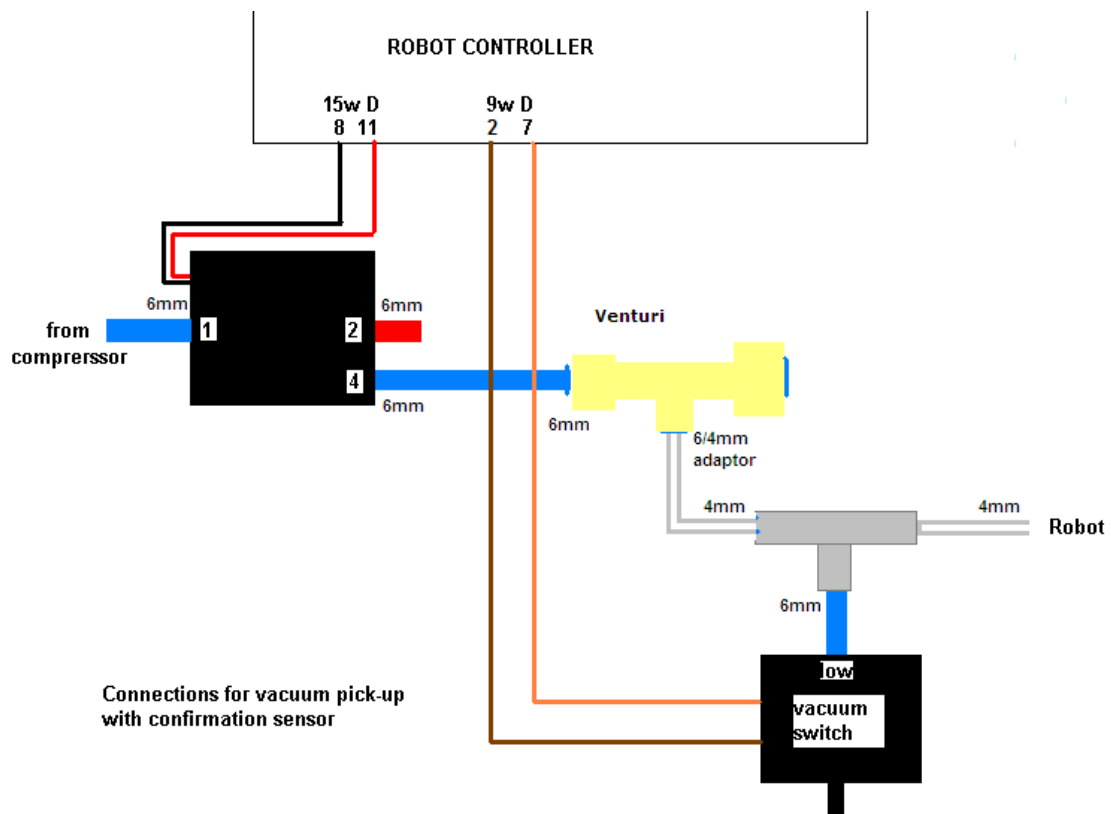 ROBOT CONTROLLER
15w D
8 11
9w D
2 7
6mm
from
comprerssor
1
2
6mm
4
6mm
Venturi
6mm
6/4mm
adaptor
4mm
4mm
Robot
6mm
low
vacuum
switch
Connections for vacuum pick-up
with confirmation sensor